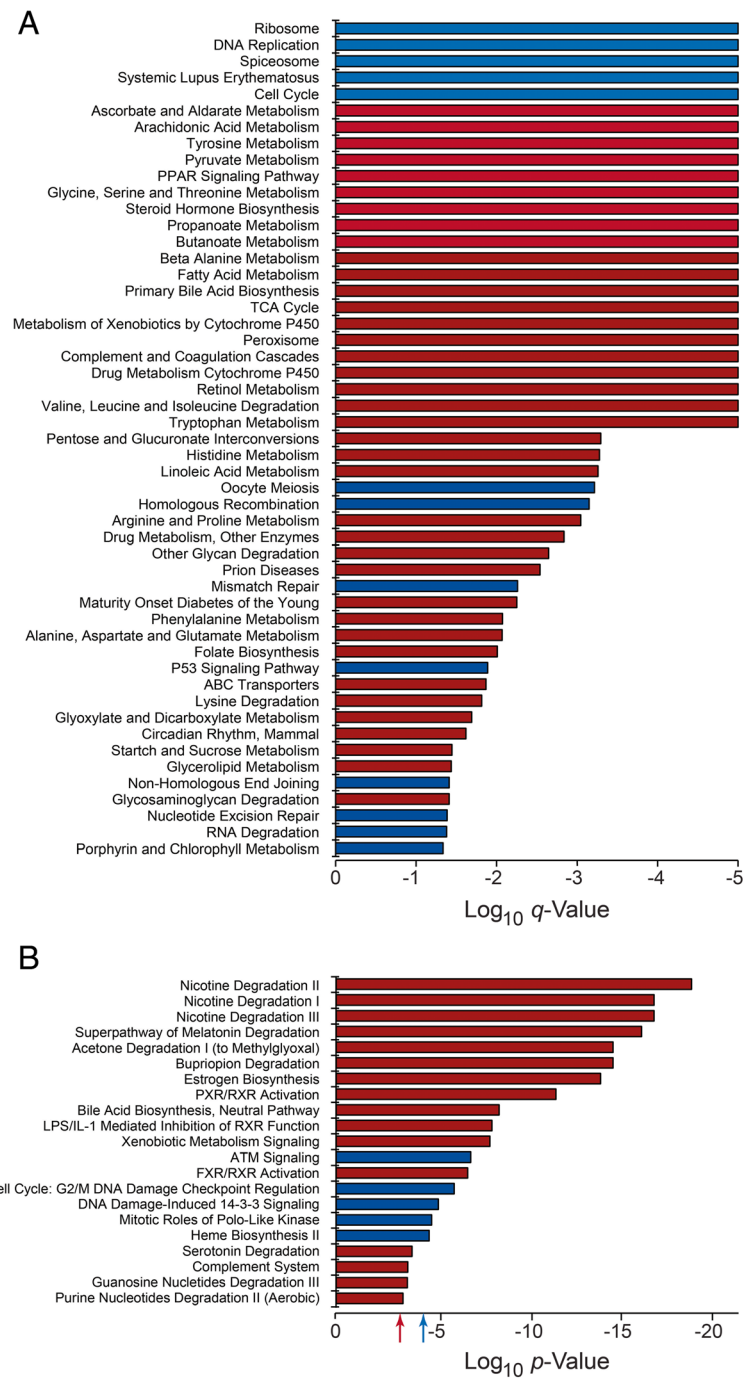 A
Ribosome
DNA Replication
Spiceosome
Systemic Lupus Erythematosus
Cell Cycle
Ascorbate and Aldarate Metabolism
Arachidonic Acid Metabolism
Tyrosine Metabolism
Pyruvate Metabolism
PPAR Signaling Pathway
Glycine, Serine and Threonine Metabolism
Steroid Hormone Biosynthesis
Propanoate Metabolism
Butanoate Metabolism
Beta Alanine Metabolism
Fatty Acid Metabolism
Primary Bile Acid Biosynthesis
TCA Cycle
Metabolism of Xenobiotics by Cytochrome P450
Peroxisome
Complement and Coagulation Cascades
Drug Metabolism Cytochrome P450
Retinol Metabolism
Valine, Leucine and Isoleucine Degradation
Tryptophan Metabolism
Pentose and Glucuronate Interconversions
Histidine Metabolism
Linoleic Acid Metabolism
Oocyte Meiosis
Homologous Recombination
Arginine and Proline Metabolism
Drug Metabolism, Other Enzymes
Other Glycan Degradation
Prion Diseases
Mismatch Repair
Maturity Onset Diabetes of the Young
Phenylalanine Metabolism
Alanine, Aspartate and Glutamate Metabolism
Folate Biosynthesis
P53 Signaling Pathway
ABC Transporters
Lysine Degradation
Glyoxylate and Dicarboxylate Metabolism
Circadian Rhythm, Mammal
Startch and Sucrose Metabolism
Glycerolipid Metabolism
Non-Homologous End Joining
Glycosaminoglycan Degradation
Nucleotide Excision Repair
RNA Degradation
Porphyrin and Chlorophyll Metabolism
0 -1 -2 -3 -4 -5
Log10 q-Value
B
Nicotine Degradation II
Nicotine Degradation I
Nicotine Degradation III
Superpathway of Melatonin Degradation
Acetone Degradation I (to Methylglyoxal)
Bupriopion Degradation
Estrogen Biosynthesis
PXR/RXR Activation
Bile Acid Biosynthesis, Neutral Pathway
LPS/IL-1 Mediated Inhibition of RXR Function
Xenobiotic Metabolism Signaling
ATM Signaling
FXR/RXR Activation
ell Cycle: G2/M DNA Damage Checkpoint Regulation
DNA Damage-Induced 14-3-3 Signaling
Mitotic Roles of Polo-Like Kinase
Heme Biosynthesis II
Serotonin Degradation
Complement System
Guanosine Nucletides Degradation III
Purine Nucleotides Degradation II (Aerobic)
0 -5 -10 -15 -20
Log10 p-Value